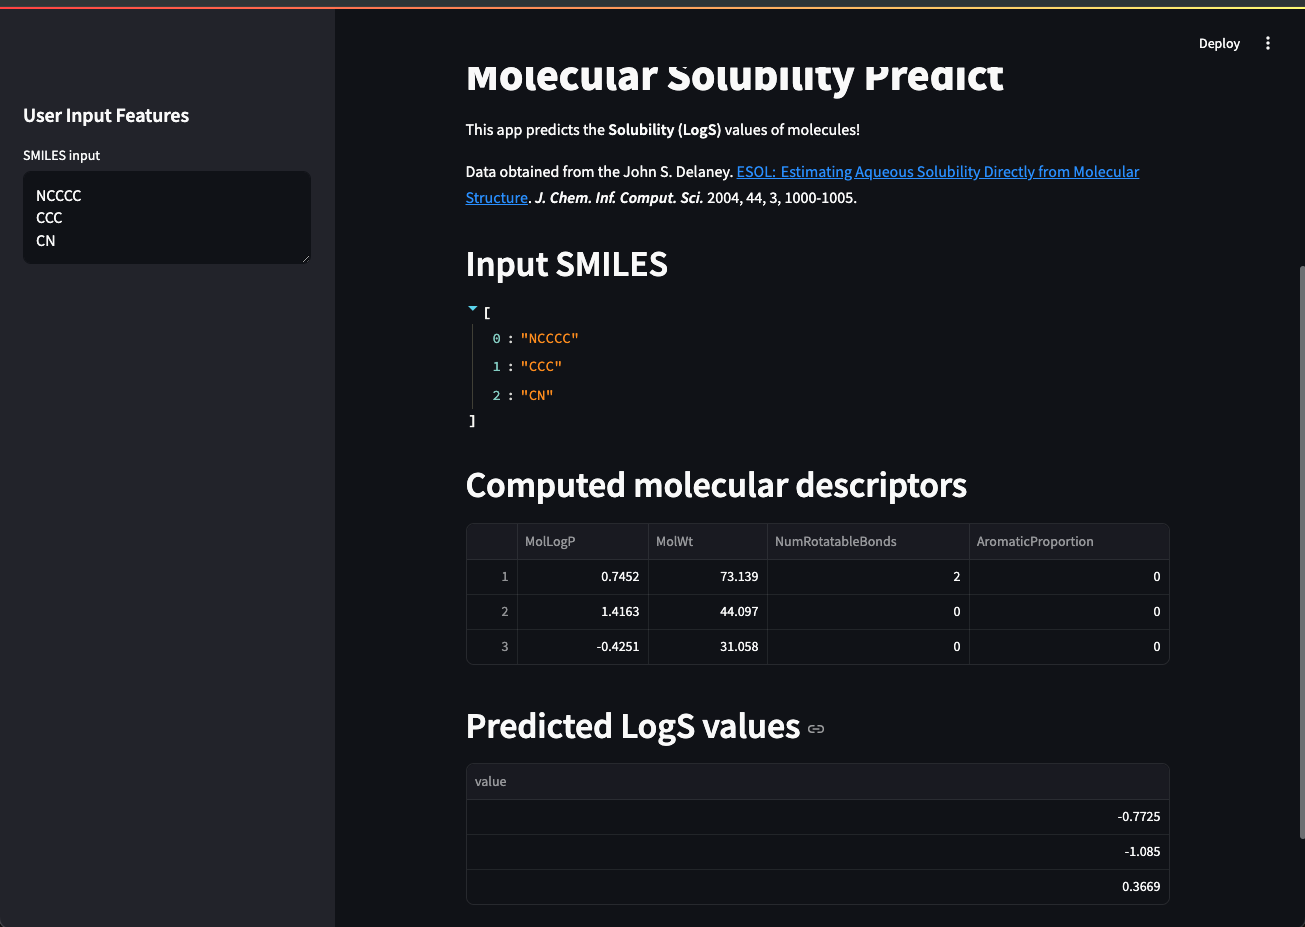 Deploy
User Input Features
SMILES input
NCCCC
CCC
CN
Molecular Solubility Predict
This app predicts the Solubility (LogS) values of molecules!
Data obtained from the John S. Delaney. ESOL: Estimating Aqueous Solubility Directly from Molecular
Structure. J. Chem. Inf. Comput. Sci. 2004, 44, 3, 1000-1005.
Input SMILES
[
0 : "NCCCC"
1 : "CCC"
2 : "CN"
]
Computed molecular descriptors
MolLogP MolWt NumRotatableBonds AromaticProportion
1 0.7452 73.139 2 0
2 1.4163 44.097 0 0
3 -0.4251 31.058 0 0
Predicted LogS values
value
-0.7725
-1.085
0.3669